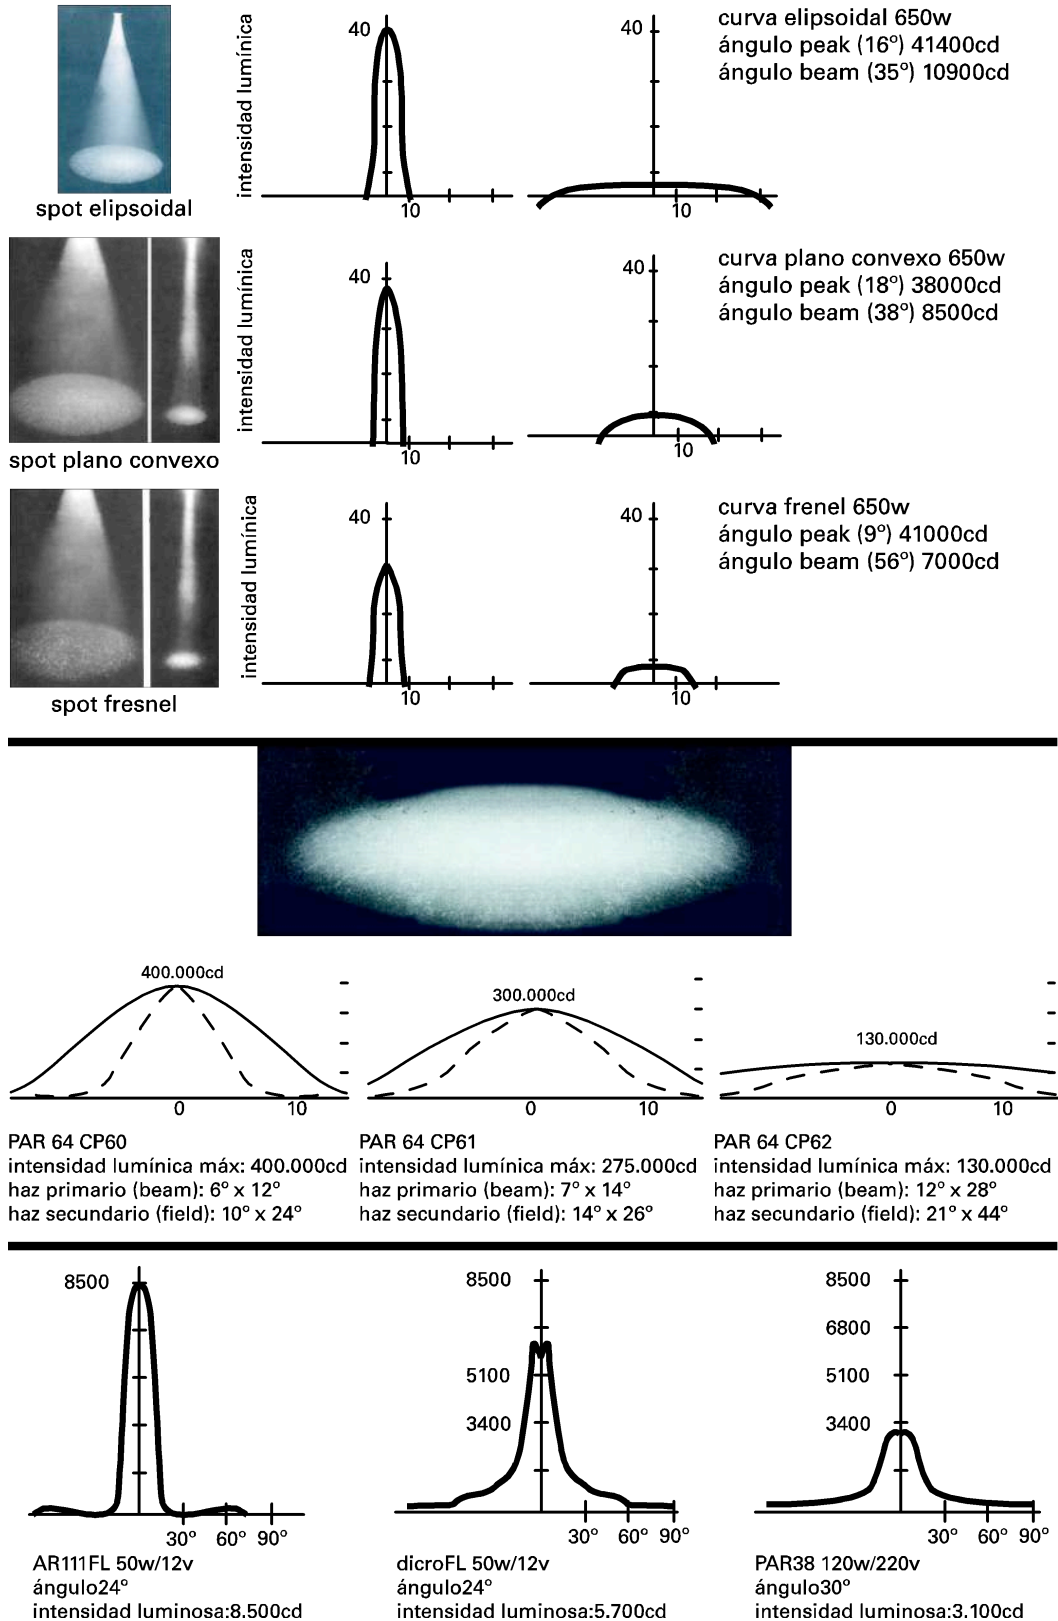 intensidad lumínica
40
10
40
10
curva elipsoidal 650w
ángulo peak (16º) 41400cd
ángulo beam (35º) 10900cd
spot elipsoidal
intensidad lumínica
40
10
40
10
curva plano convexo 650w
ángulo peak (18º) 38000cd
ángulo beam (38º) 8500cd
spot plano convexo
intensidad lumínica
40
10
40
10
curva frenel 650w
ángulo peak (9º) 41000cd
ángulo beam (56º) 7000cd
spot fresnel
400.000cd
0 10
300.000cd
0 10
130.000cd
0 10
PAR 64 CP60
intensidad lumínica máx: 400.000cd
haz primario (beam): 6º x 12º
haz secundario (field): 10º x 24º
PAR 64 CP61
intensidad lumínica máx: 275.000cd
haz primario (beam): 7º x 14º
haz secundario (field): 14º x 26º
PAR 64 CP62
intensidad lumínica máx: 130.000cd
haz primario (beam): 12º x 28º
haz secundario (field): 21º x 44º
8500
30º 60º 90º
AR111FL 50w/12v
ángulo24º
intensidad luminosa:8.500cd
8500
5100
3400
30º 60º 90º
dicroFL 50w/12v
ángulo24º
intensidad luminosa:5.700cd
8500
6800
5100
3400
30º 60º 90º
PAR38 120w/220v
ángulo30º
intensidad luminosa:3.100cd